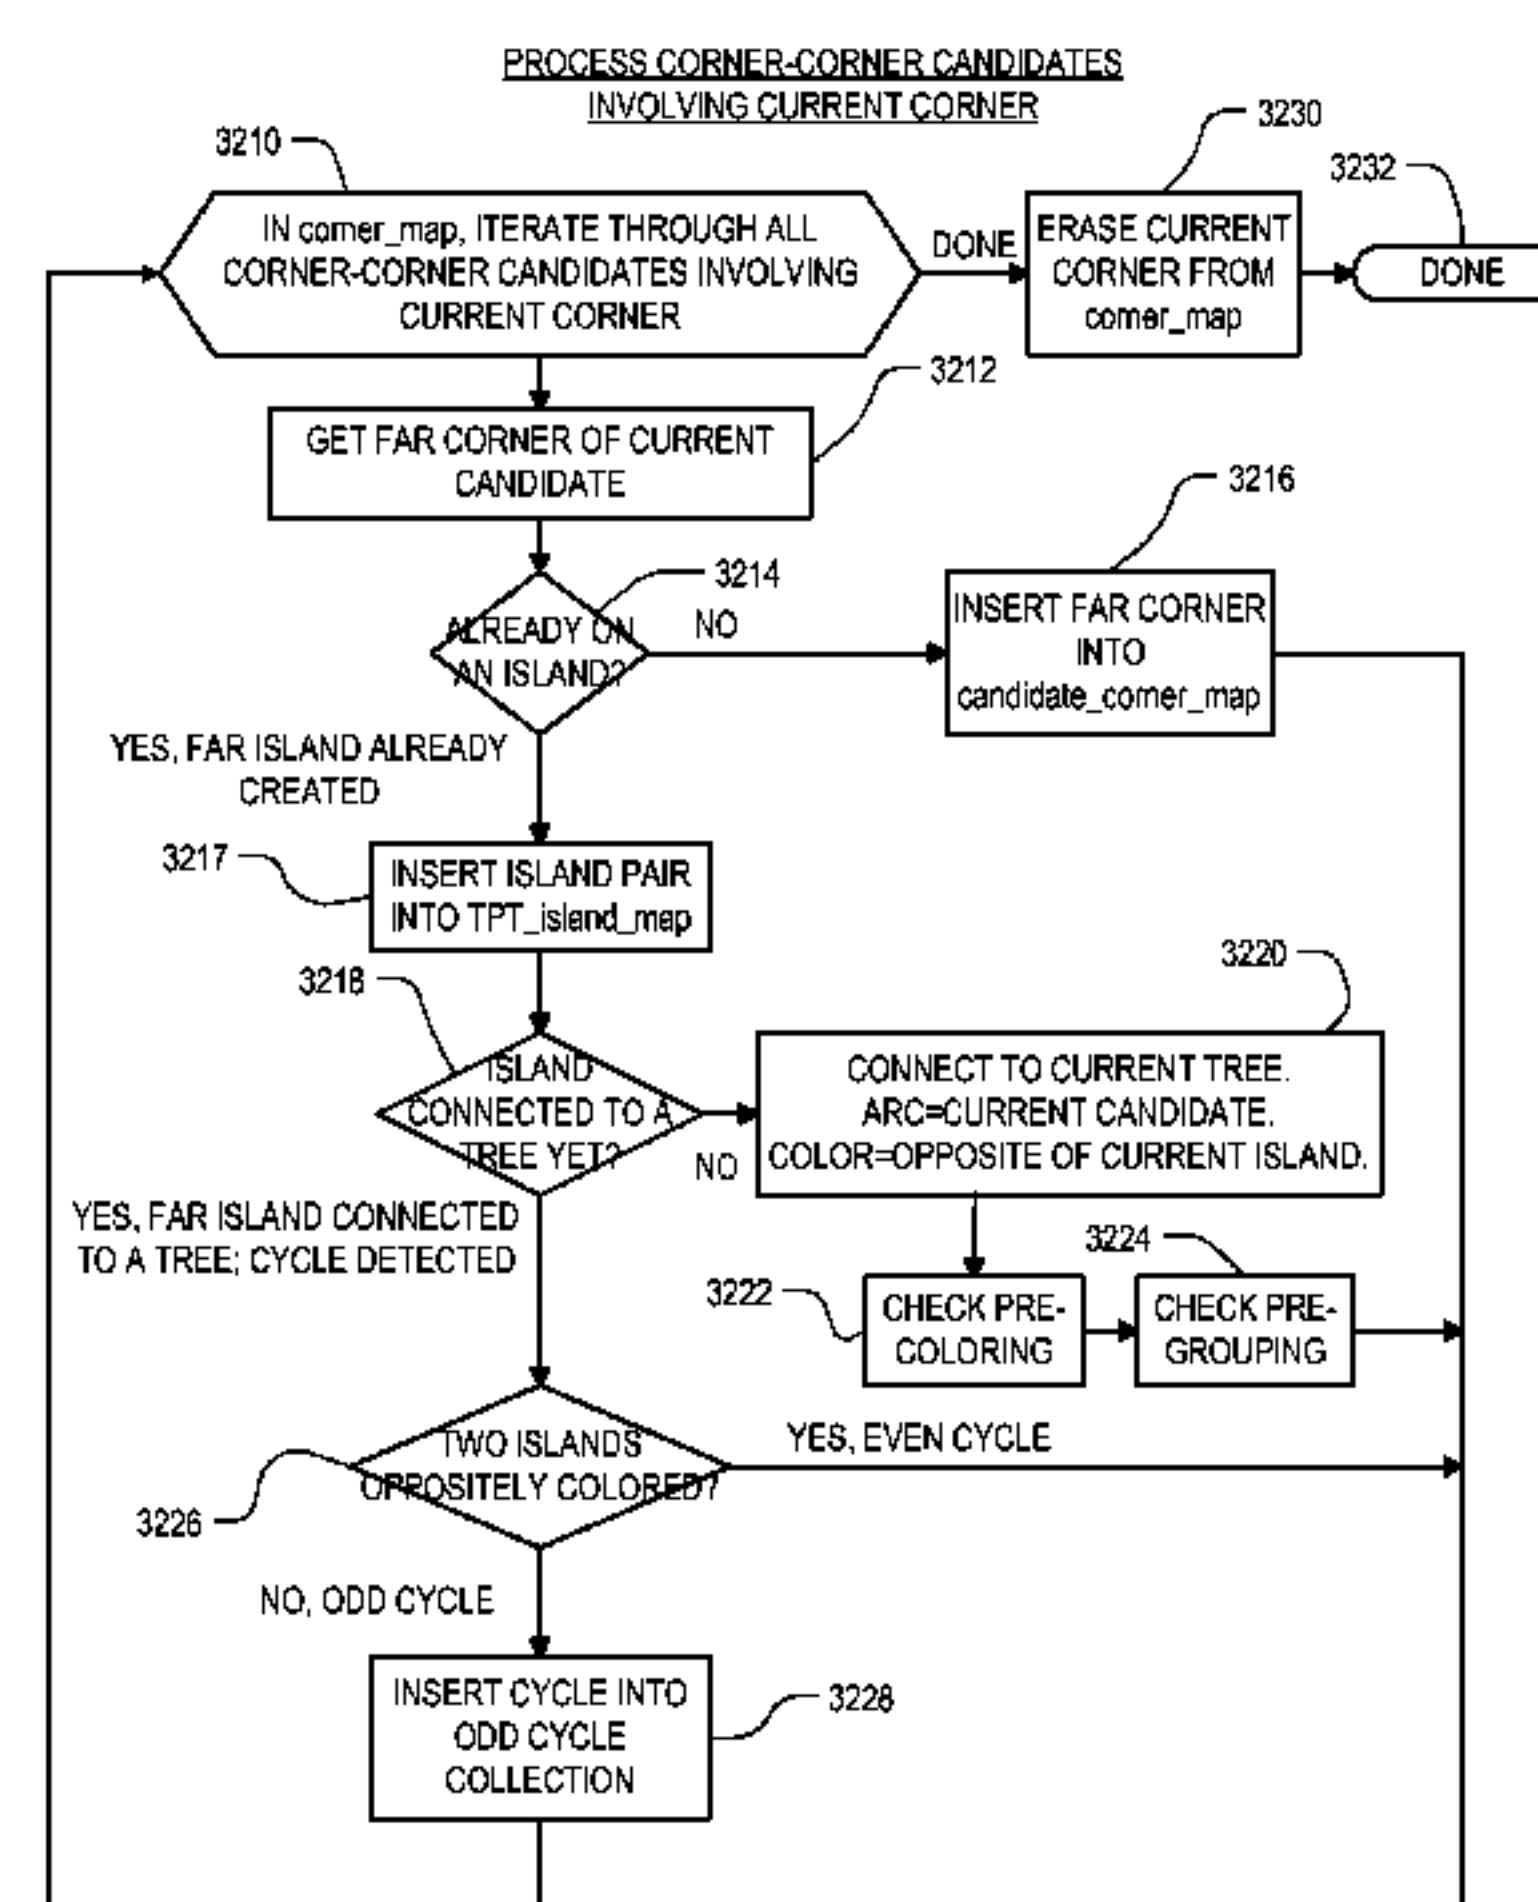 PROCESS CORNER-CORNER CANDIDATES
INVOLVING CURRENT CORNER
3210
3230
3232
IN corner_map, ITERATE THROUGH ALL
CORNER-CORNER CANDIDATES INVOLVING
CURRENT CORNER
DONE
ERASE CURRENT
CORNER FROM
corner_map
DONE
3212
GET FAR CORNER OF CURRENT
CANDIDATE
3214
3216
ALREADY ON
AN ISLAND?
NO
INSERT FAR CORNER
INTO
candidate_corner_map
YES, FAR ISLAND ALREADY
CREATED
3217
INSERT ISLAND PAIR
INTO TPT_island_map
3218
3220
ISLAND
CONNECTED TO A
TREE YET?
NO
CONNECT TO CURRENT TREE.
ARC=CURRENT CANDIDATE.
COLOR=OPPOSITE OF CURRENT ISLAND.
YES, FAR ISLAND CONNECTED
TO A TREE; CYCLE DETECTED
3222
3224
CHECK PRE-
COLORING
CHECK PRE-
GROUPING
TWO ISLANDS
OPPOSITELY COLORED?
YES, EVEN CYCLE
3226
NO, ODD CYCLE
INSERT CYCLE INTO
ODD CYCLE
COLLECTION
3228